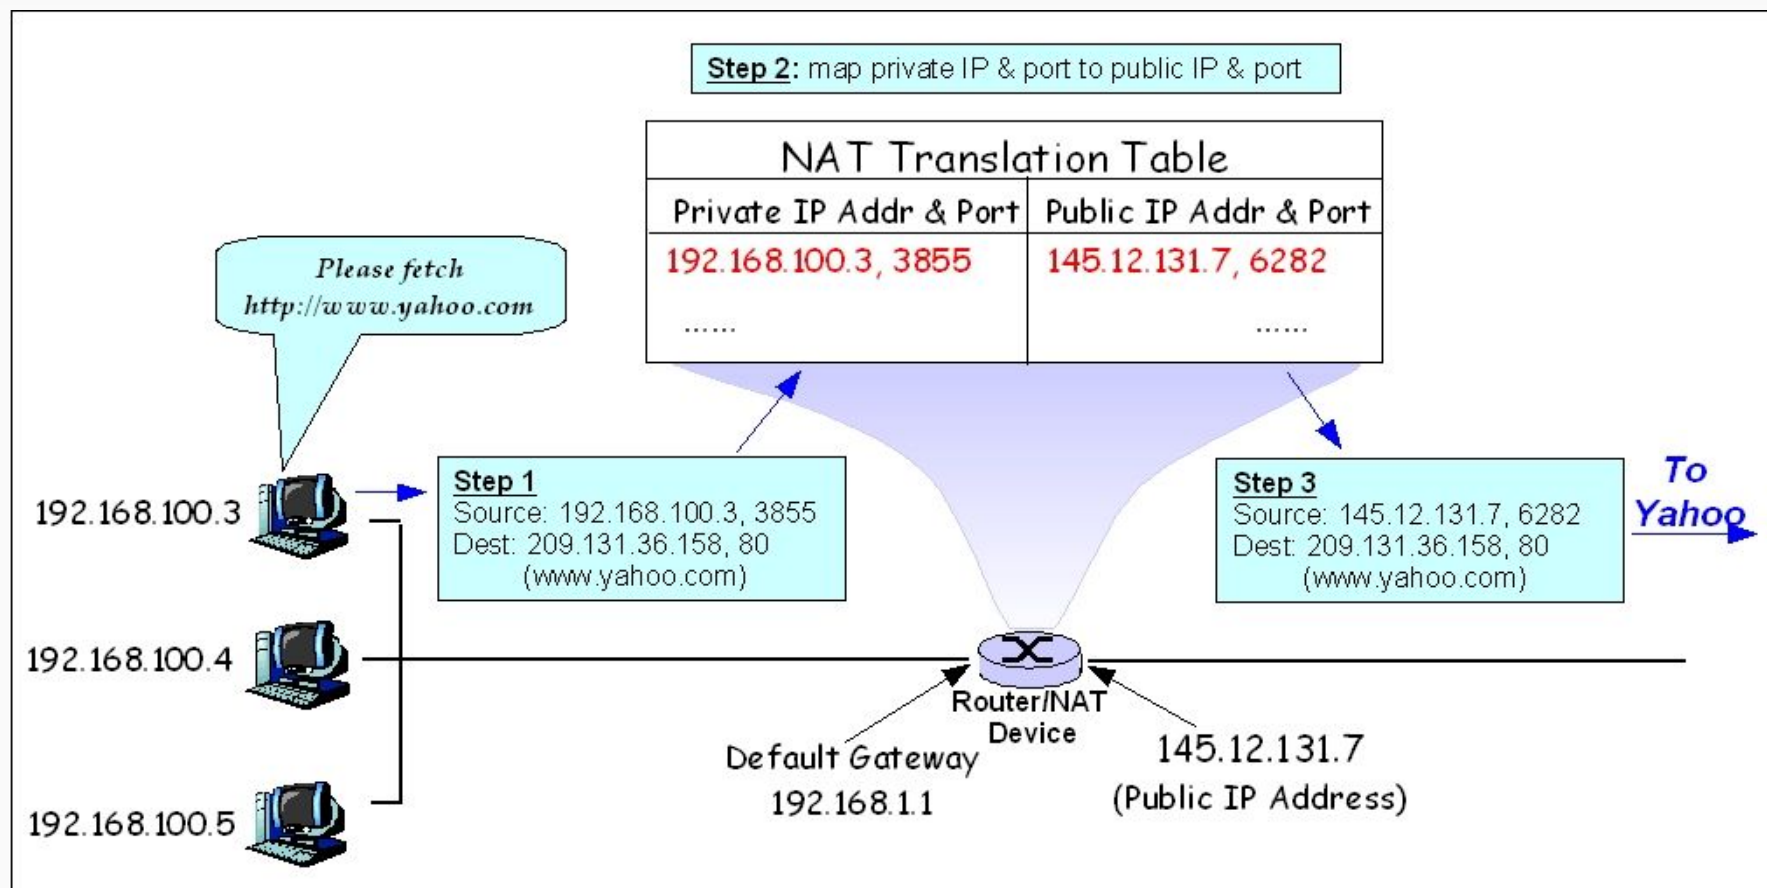 Step 2: map private IP & port to public IP & port
NAT Translation Table
Private IP Addr & Port
Public IP Addr & Port
192.168.100.3, 3855
145.12.131.7, 6282
......
......
Please fetch
http://www.yahoo.com
192.168.100.3
Step 1
Source: 192.168.100.3, 3855
Dest: 209.131.36.158, 80
(www.yahoo.com)
Step 3
Source: 145.12.131.7, 6282
Dest: 209.131.36.158, 80
(www.yahoo.com)
To
Yahoo
192.168.100.4
Router/NAT
Device
Default Gateway
192.168.1.1
145.12.131.7
(Public IP Address)
192.168.100.5